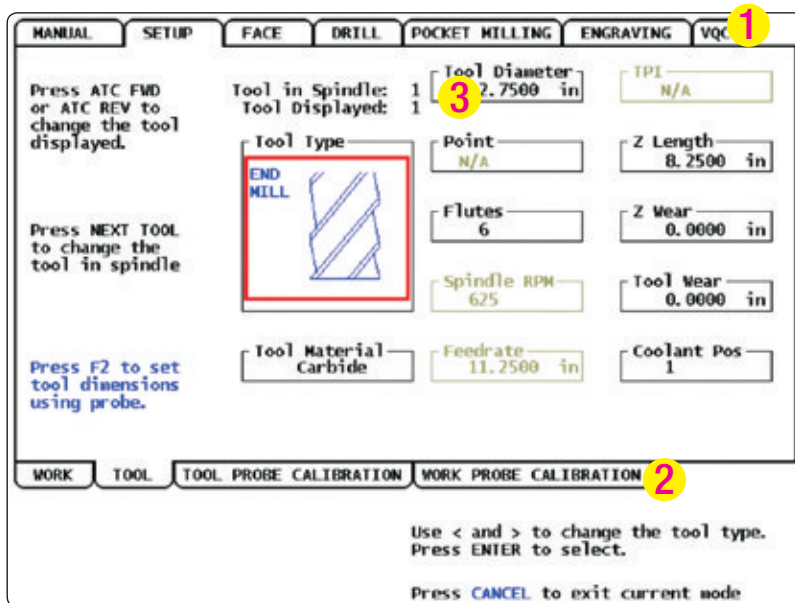 MANUAL SETUP FACE DRILL POCKET MILLING ENGRAVING VQC
1
Press ATC FWD
or ATC REV to
change the tool
displayed.
Tool in Spindle: 1
Tool Displayed: 1
Tool Diameter
2.7500 in
3
TPI
N/A
Tool Type
END
MILL
Point
N/A
Z Length
8.2500 in
Press NEXT TOOL
to change the
tool in spindle
Flutes
6
Z Wear
0.0000 in
Spindle RPM
625
Tool Wear
0.0000 in
Press F2 to set
tool dimensions
using probe.
Tool Material
Carbide
Feedrate
11.2500 in
Coolant Pos
1
WORK TOOL TOOL PROBE CALIBRATION WORK PROBE CALIBRATION
2
Use < and > to change the tool type.
Press ENTER to select.
Press CANCEL to exit current mode